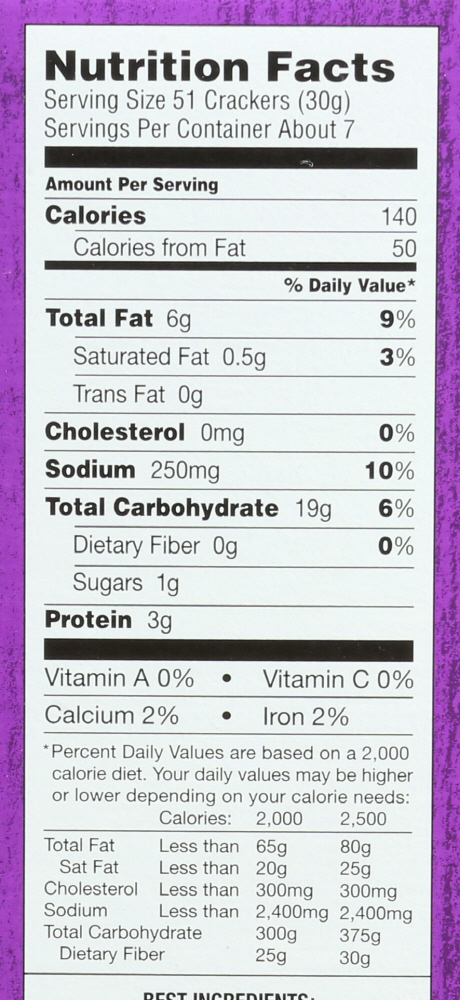 Nutrition Facts
Serving Size 51 Crackers (30g)
Servings Per Container About 7
Amount Per Serving
Calories 140
Calories from Fat 50
% Daily Value*
Total Fat 6g 9%
Saturated Fat 0.5g 3%
Trans Fat 0g
Cholesterol 0mg 0%
Sodium 250mg 10%
Total Carbohydrate 19g 6%
Dietary Fiber 0g 0%
Sugars 1g
Protein 3g
Vitamin A 0% • Vitamin C 0%
Calcium 2% • Iron 2%
*Percent Daily Values are based on a 2,000
calorie diet. Your daily values may be higher
or lower depending on your calorie needs:
Calories: 2,000 2,500
Total Fat Less than 65g 80g
Sat Fat Less than 20g 25g
Cholesterol Less than 300mg 300mg
Sodium Less than 2,400mg 2,400mg
Total Carbohydrate 300g 375g
Dietary Fiber 25g 30g
BEST INGREDIENTS: